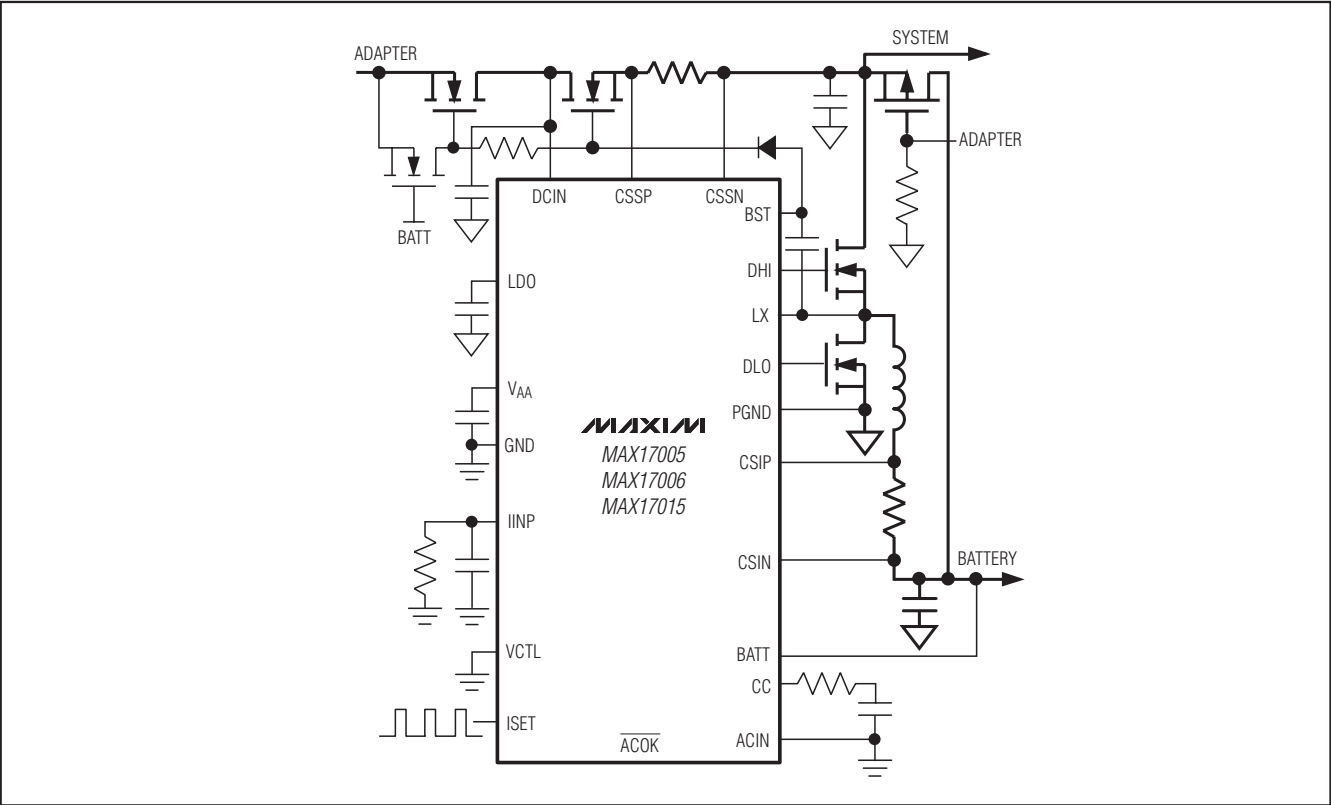 SYSTEM
ADAPTER
ADAPTER
DCIN
CSSP
CSSN
BST
BATT
DHI
LDO
LX
DLO
VAA
PGND
MAXIM
GND
MAX17005
CSIP
MAX17006
MAX17015
IINP
BATTERY
CSIN
VCTL
BATT
CC
ISET
ACOK
ACIN